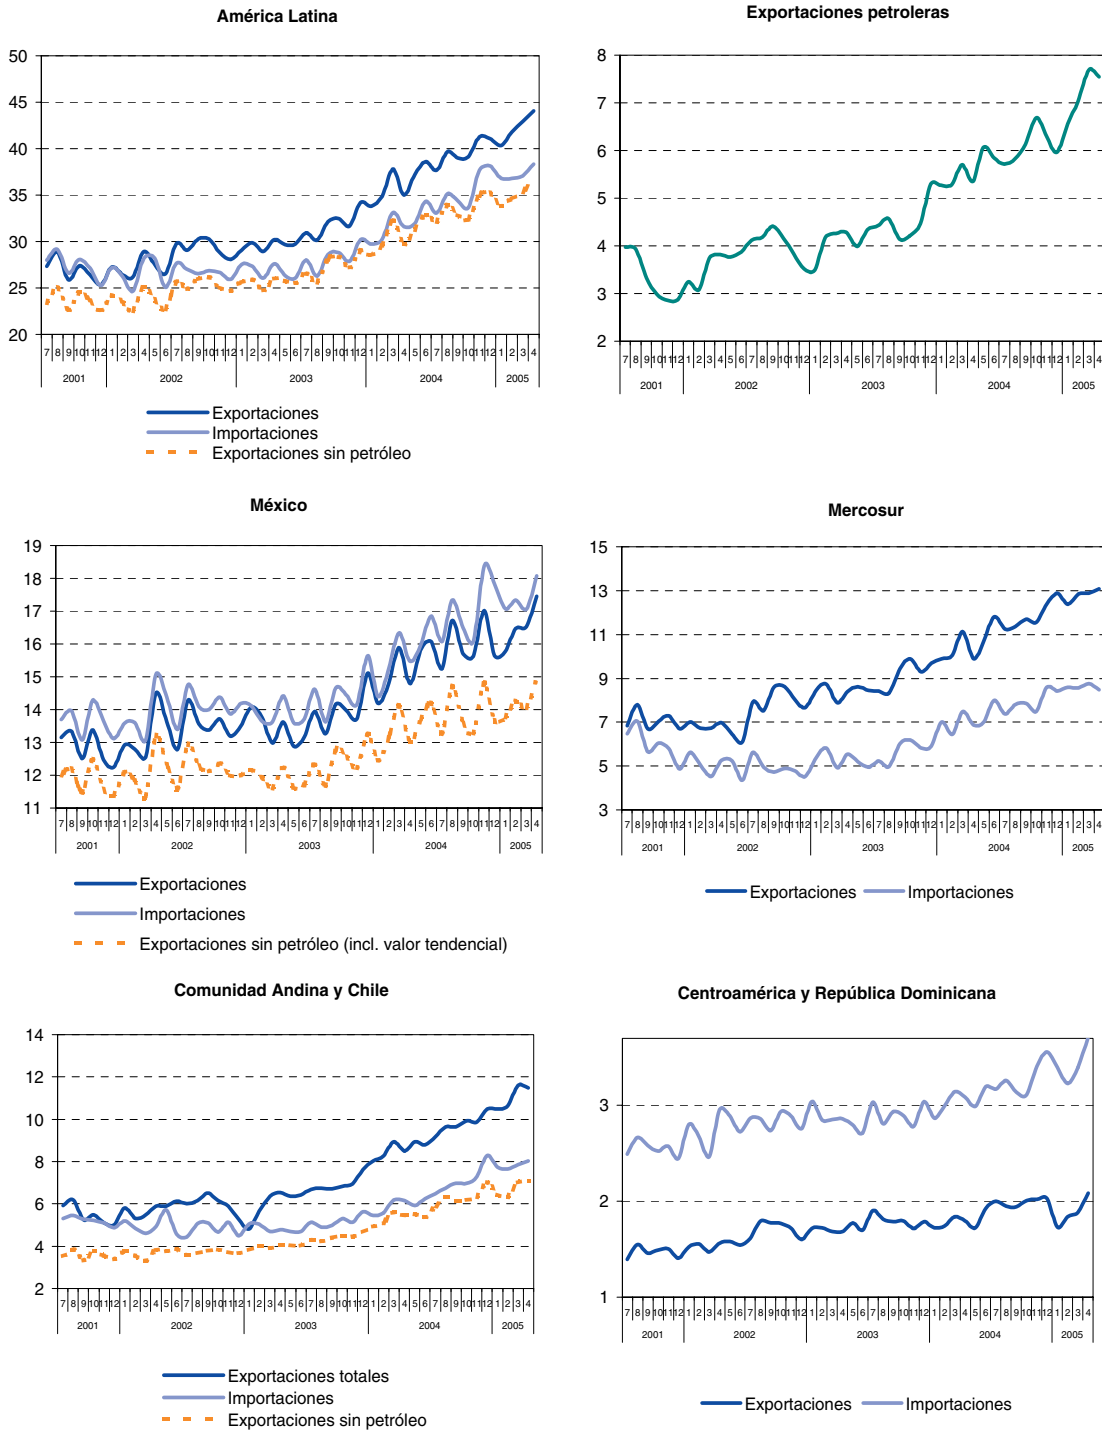 América Latina
50
45
40
35
30
25
20
7 8 9 10 11 12 1 2 3 4 5 6 7 8 9 10 11 12 1 2 3 4 5 6 7 8 9 10 11 12 1 2 3 4 5 6 7 8 9 10 11 12 1 2 3 4
2001 2002 2003 2004 2005
Exportaciones
Importaciones
Exportaciones sin petróleo
Exportaciones petroleras
8
7
6
5
4
3
2
7 8 9 10 11 12 1 2 3 4 5 6 7 8 9 10 11 12 1 2 3 4 5 6 7 8 9 10 11 12 1 2 3 4 5 6 7 8 9 10 11 12 1 2 3 4
2001 2002 2003 2004 2005
México
19
18
17
16
15
14
13
12
11
7 8 9 10 11 12 1 2 3 4 5 6 7 8 9 10 11 12 1 2 3 4 5 6 7 8 9 10 11 12 1 2 3 4 5 6 7 8 9 10 11 12 1 2 3 4
2001 2002 2003 2004 2005
Exportaciones
Importaciones
Exportaciones sin petróleo (incl. valor tendencial)
Mercosur
15
13
11
9
7
5
3
7 8 9 10 11 12 1 2 3 4 5 6 7 8 9 10 11 12 1 2 3 4 5 6 7 8 9 10 11 12 1 2 3 4 5 6 7 8 9 10 11 12 1 2 3 4
2001 2002 2003 2004 2005
Exportaciones Importaciones
Comunidad Andina y Chile
14
12
10
8
6
4
2
7 8 9 10 11 12 1 2 3 4 5 6 7 8 9 10 11 12 1 2 3 4 5 6 7 8 9 10 11 12 1 2 3 4 5 6 7 8 9 10 11 12 1 2 3 4
2001 2002 2003 2004 2005
Exportaciones totales
Importaciones
Exportaciones sin petróleo
Centroamérica y República Dominicana
3
2
1
7 8 9 10 11 12 1 2 3 4 5 6 7 8 9 10 11 12 1 2 3 4 5 6 7 8 9 10 11 12 1 2 3 4 5 6 7 8 9 10 11 12 1 2 3 4
2001 2002 2003 2004 2005
Exportaciones Importaciones